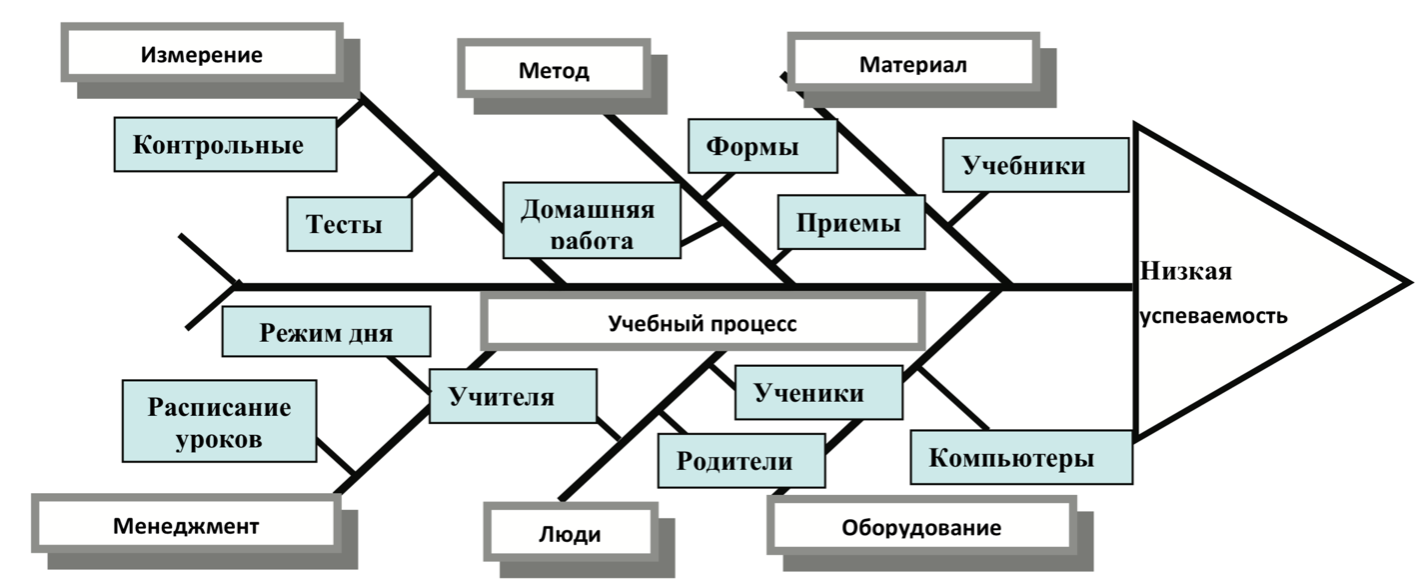 Измерение
Метод
Материал
Контрольные
Формы
Учебники
Тесты
Домашняя
работа
Приемы
Низкая
успеваемость
Учебный процесс
Режим дня
Учителя
Ученики
Расписание
уроков
Родители
Компьютеры
Менеджмент
Люди
Оборудование